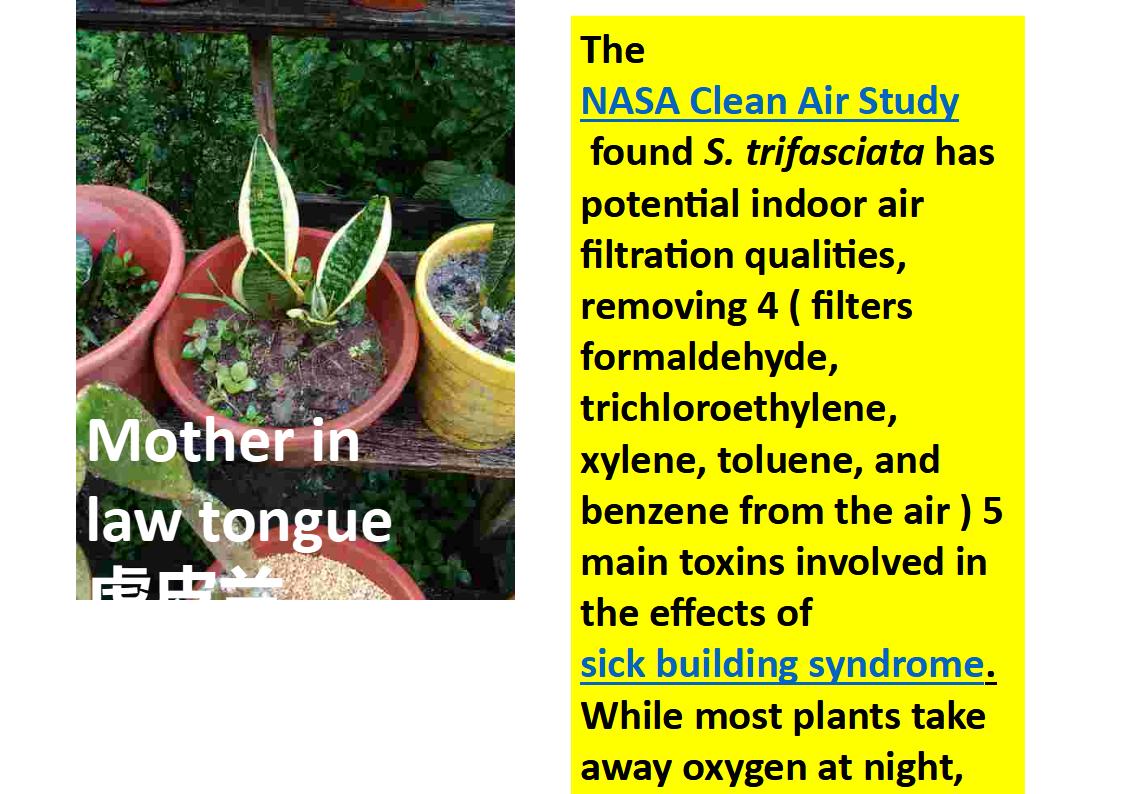 Mother in
law tongue
The
NASA Clean Air Study
found S. trifasciata has
potential indoor air
filtration qualities,
removing 4 ( filters
formaldehyde,
trichloroethylene,
xylene, toluene, and
benzene from the air ) 5
main toxins involved in
the effects of
sick building syndrome.
While most plants take
away oxygen at night,